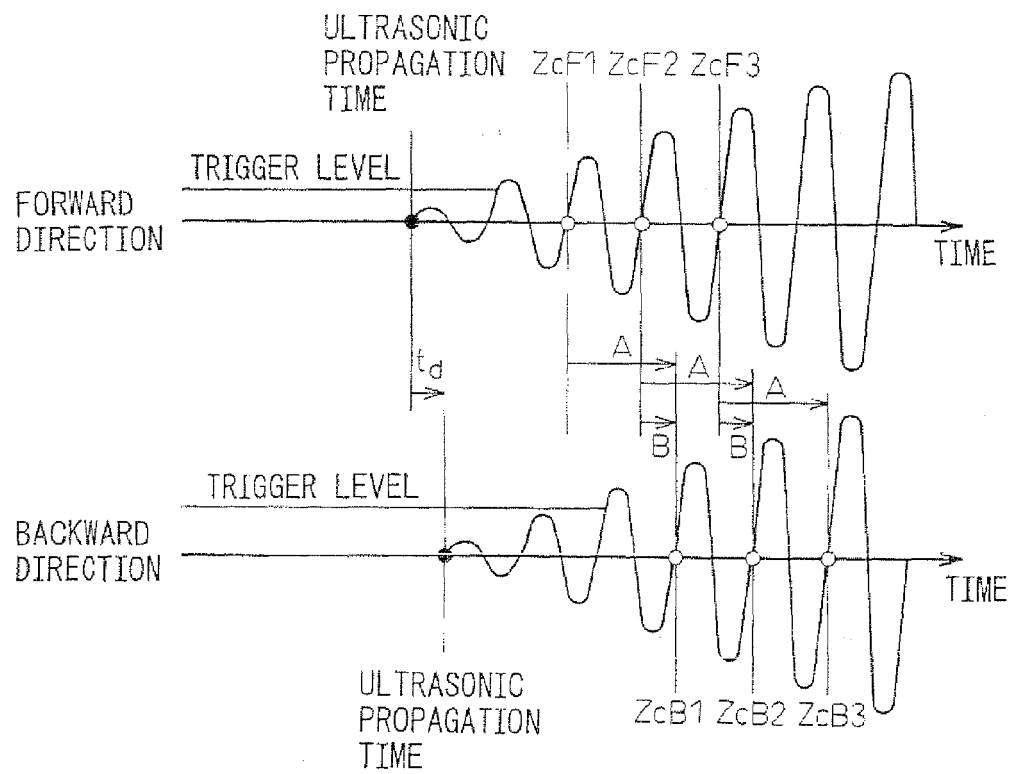 ULTRASONIC
PROPAGATION
TIME
ZcF1 ZcF2 ZcF3
TRIGGER LEVEL
FORWARD
DIRECTION
TIME
A
td
A
A
B
B
TRIGGER LEVEL
BACKWARD
DIRECTION
TIME
ULTRASONIC
PROPAGATION
TIME
ZcB1 ZcB2 ZcB3